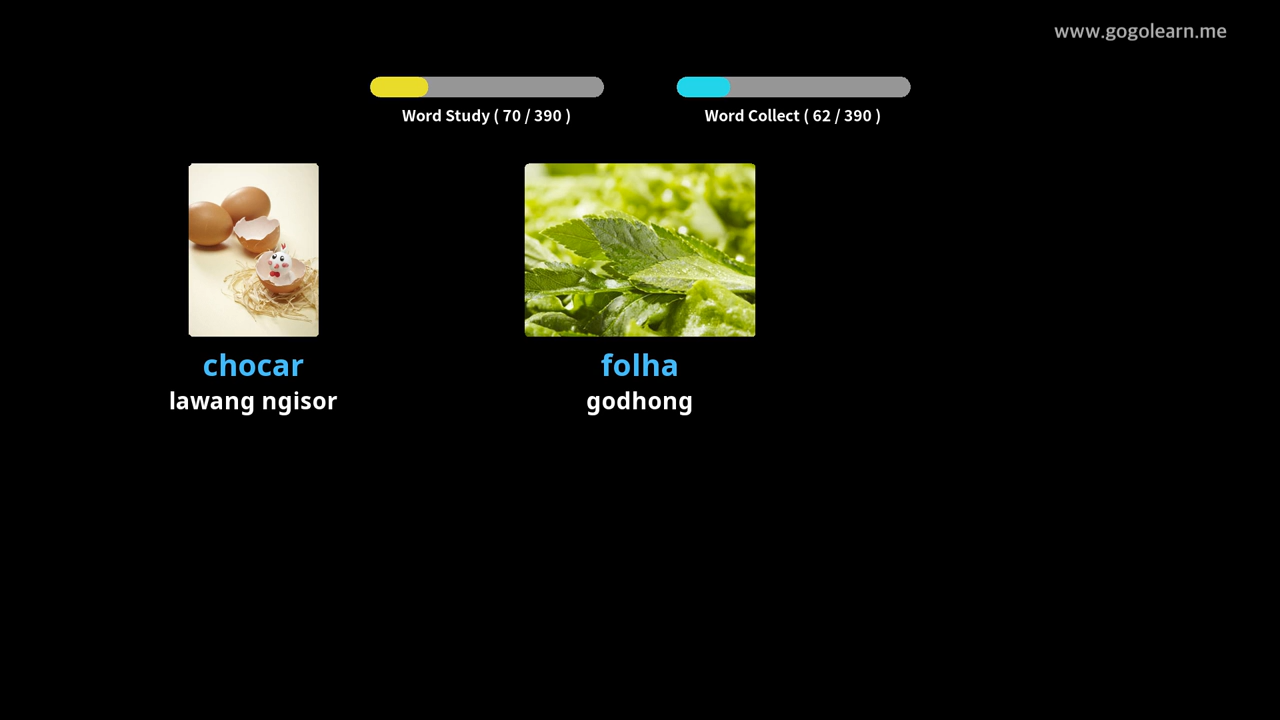 www.gogolearn.me
Word Study ( 70 / 390 )
Word Collect ( 62 / 390 )
chocar
lawang ngisor
folha
godhong